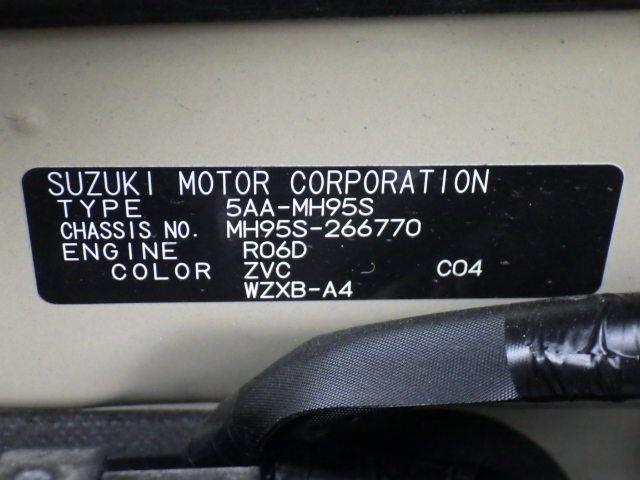 SUZUKI MOTOR CORPORATION
TYPE 5AA-MH95S
CHASSIS NO. MH95S-266770
ENGINE R06D
COLOR ZVC C04
WZXB-A4